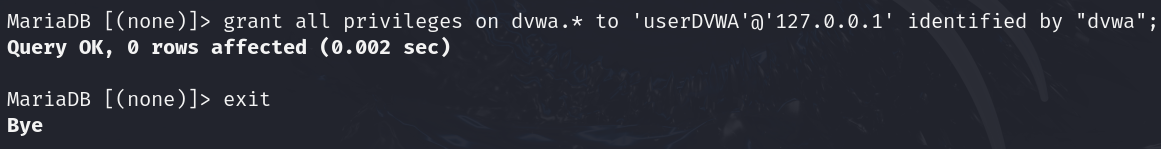 MariaDB [(none)]> grant all privileges on dvwa.* to 'userDVWA'@'127.0.0.1' identified by "dvwa";
Query OK, 0 rows affected (0.002 sec)
MariaDB [(none)]> exit
Bye